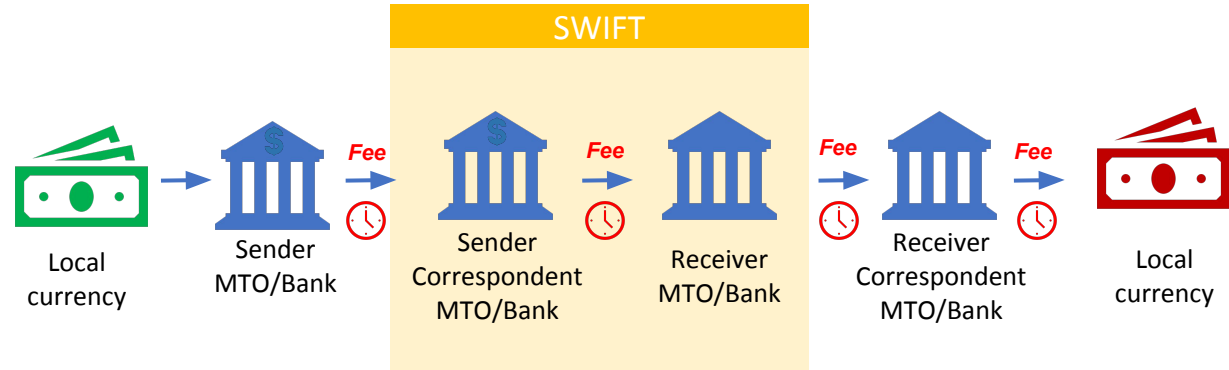 SWIFT
Fee
Fee
Fee
Fee
Local
currency
Sender
MTO/Bank
Sender
Correspondent
MTO/Bank
Receiver
MTO/Bank
Receiver
Correspondent
MTO/Bank
Local
currency
$
$